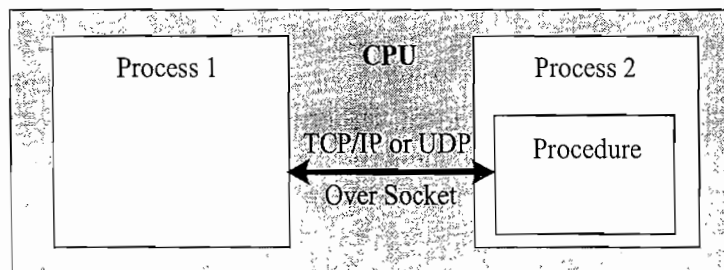 CPU
Process 1
Process 2
TCP/IP or UDP
Over Socket
Procedure